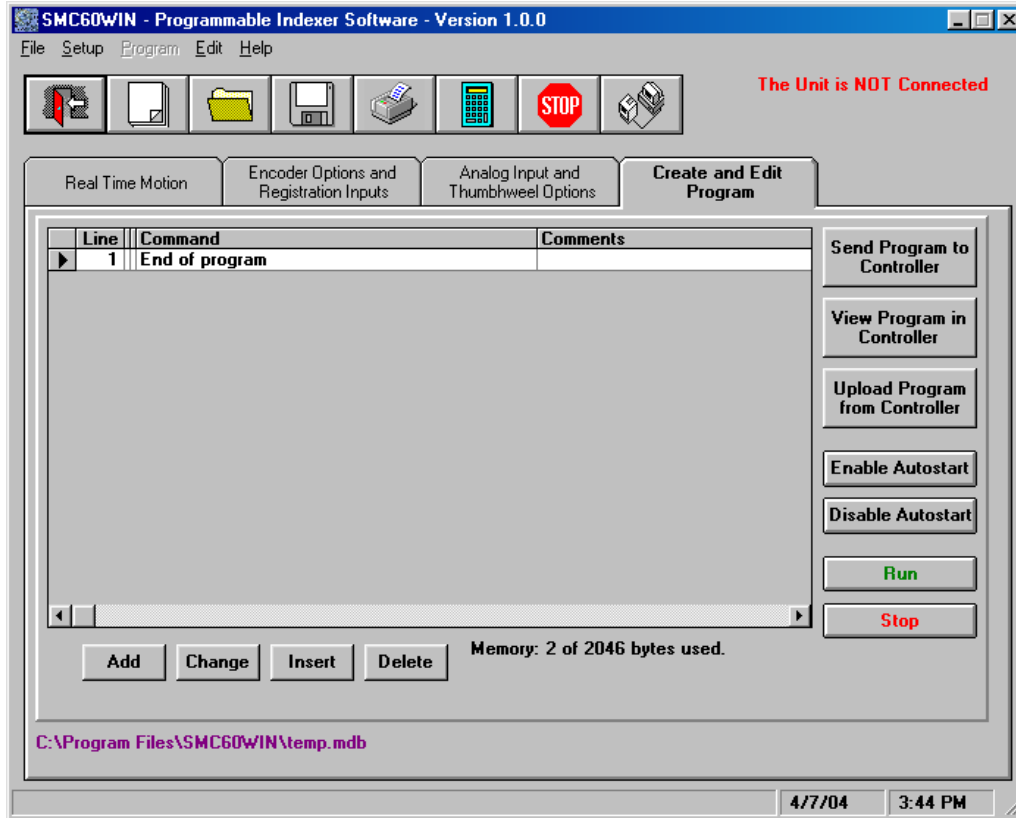 SMC60WIN - Programmable Indexer Software - Version 1.0.0
File Setup Program Edit Help
STOP
The Unit is NOT Connected
Real Time Motion
Encoder Options and
Registration Inputs
Analog Input and
Thumbhweel Options
Create and Edit
Program
Line Command Comments
1 End of program
Send Program to
Controller
View Program in
Controller
Upload Program
from Controller
Enable Autostart
Disable Autostart
Run
Stop
Add Change Insert Delete
Memory: 2 of 2046 bytes used.
C:\Program Files\SMC60WIN\temp.mdb
4/7/04 3:44 PM